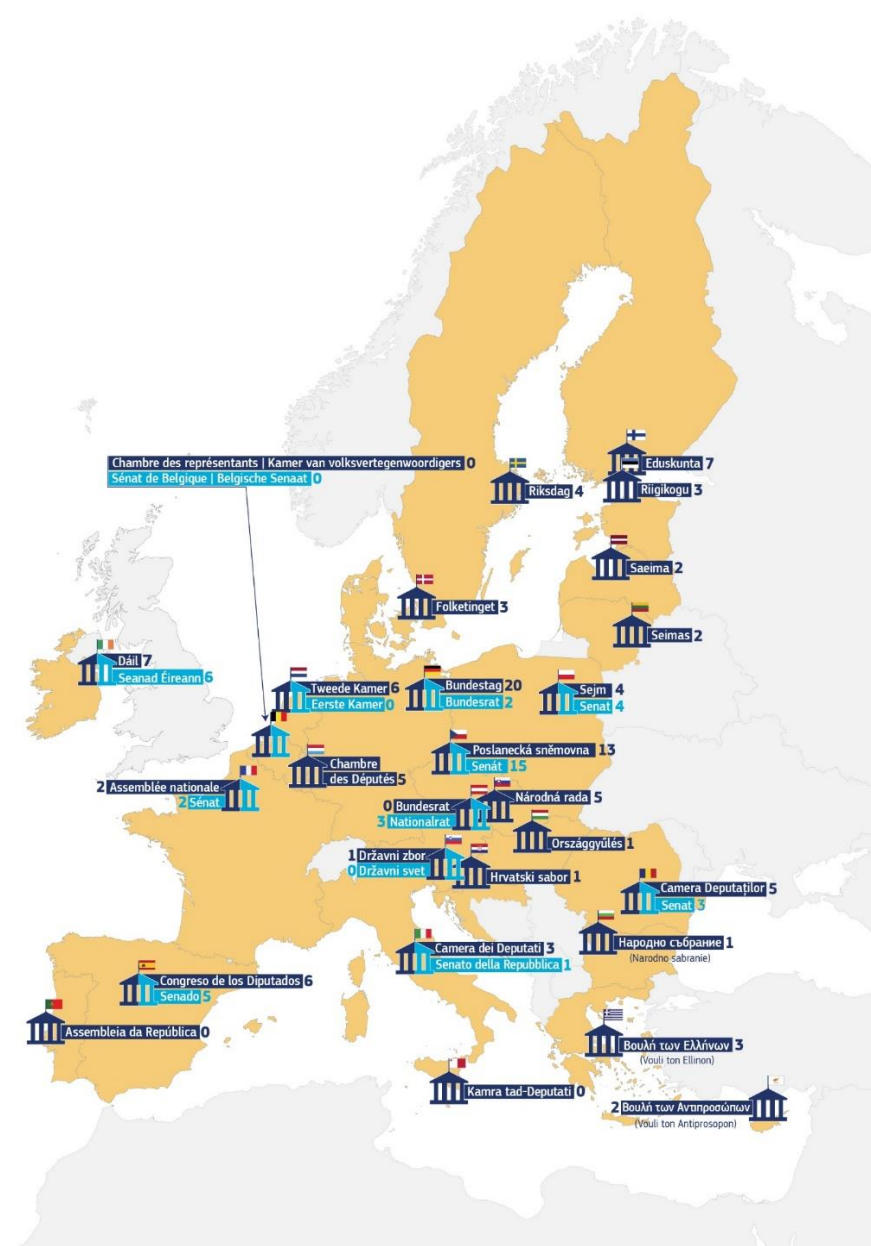 Chambre des représentants | Kamer van volksvertegenwoordigers 0
Sénat de Belgique | Belgische Senaat 0
Eduskunta 7
Riksdag 4
Riigikogu 3
Saeima 2
Folketinget 3
Seimas 2
Dáil 7
Seanad Éireann 6
Tweede Kamer 6
Eerste Kamer 0
Bundestag 20
Bundesrat 2
Sejm 4
Senat 4
Poslanecká sněmovna 13
Senát 15
Chambre
des Députés 5
2 Assemblée nationale
2 Sénat
0 Bundesrat
3 Nationalrat
Národná rada 5
Országgyűlés 1
1 Državni zbor
0 Državni svet
Hrvatski sabor 1
Camera Deputaților 5
Senat 3
Народно събрание 1
(Narodno sabranie)
Camera dei Deputati 3
Senato della Repubblica 1
Congreso de los Diputados 6
Senado 5
Assembleia da República 0
Βουλή των Ελλήνων 3
(Vouli ton Ellinon)
Kamra tad-Deputati 0
2 Βουλή των Αντιπροσώπων
(Vouli ton Antiprosopon)